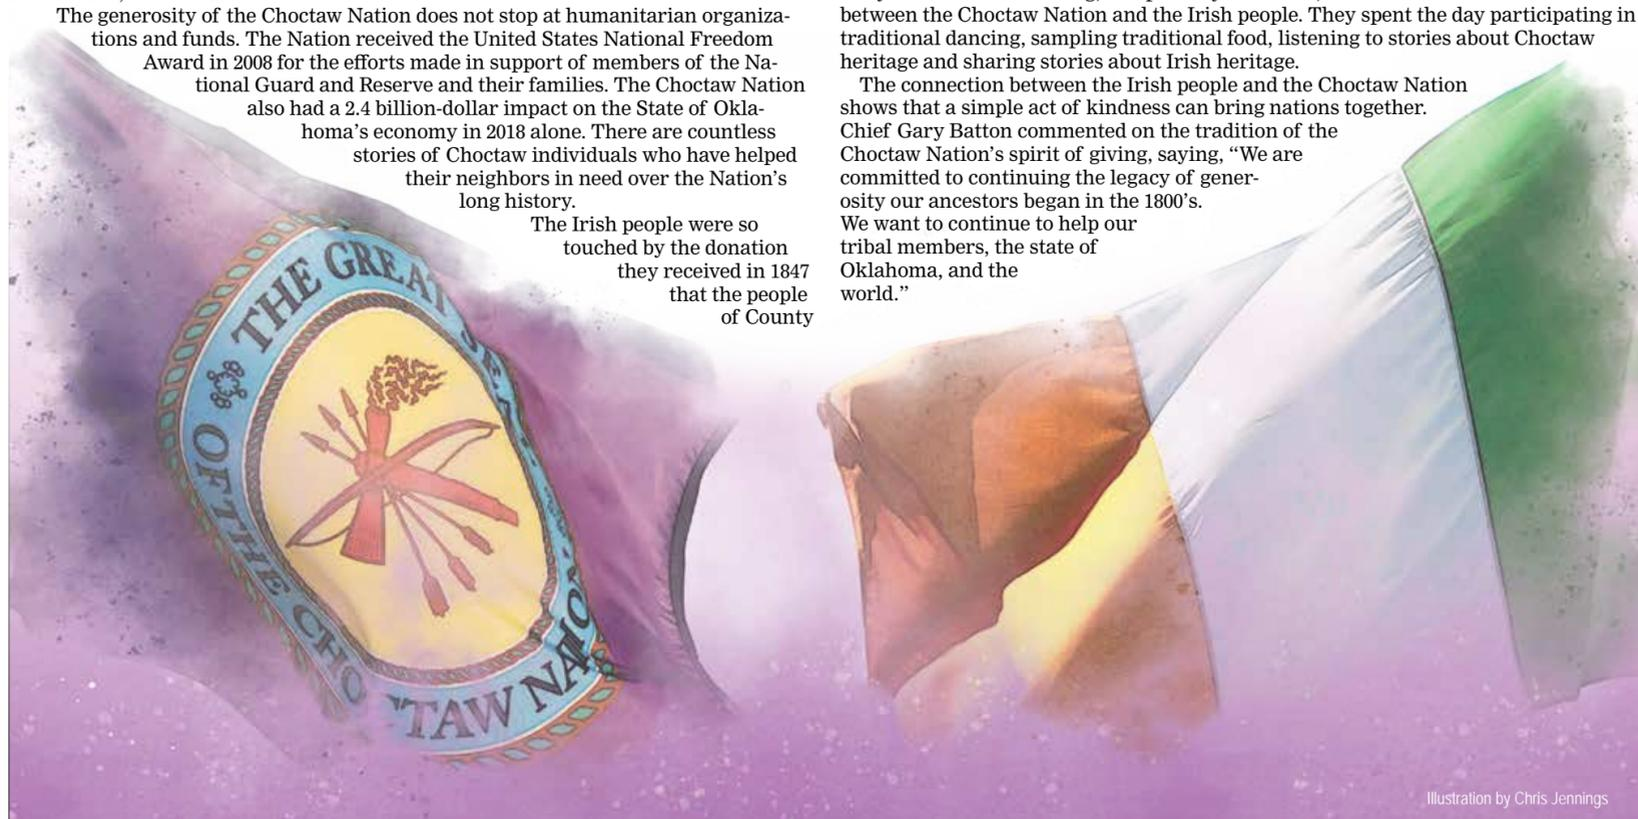 The generosity of the Choctaw Nation does not stop at humanitarian organiza-
tions and funds. The Nation received the United States National Freedom
Award in 2008 for the efforts made in support of members of the Na-
tional Guard and Reserve and their families. The Choctaw Nation
also had a 2.4 billion-dollar impact on the State of Okla-
homa’s economy in 2018 alone. There are countless
stories of Choctaw individuals who have helped
their neighbors in need over the Nation’s
long history.
The Irish people were so
touched by the donation
they received in 1847
that the people
of County
between the Choctaw Nation and the Irish people. They spent the day participating in
traditional dancing, sampling traditional food, listening to stories about Choctaw
heritage and sharing stories about Irish heritage.
The connection between the Irish people and the Choctaw Nation
shows that a simple act of kindness can bring nations together.
Chief Gary Batton commented on the tradition of the
Choctaw Nation’s spirit of giving, saying, “We are
committed to continuing the legacy of gener-
osity our ancestors began in the 1800’s.
We want to continue to help our
tribal members, the state of
Oklahoma, and the
world.”
THE GREAT SEAL
OF THE CHOCTAW NATION
Illustration by Chris Jennings